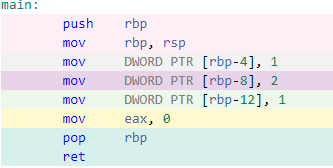 main:
push rbp
mov rbp, rsp
mov DWORD PTR [rbp-4], 1
mov DWORD PTR [rbp-8], 2
mov DWORD PTR [rbp-12], 1
mov eax, 0
pop rbp
ret